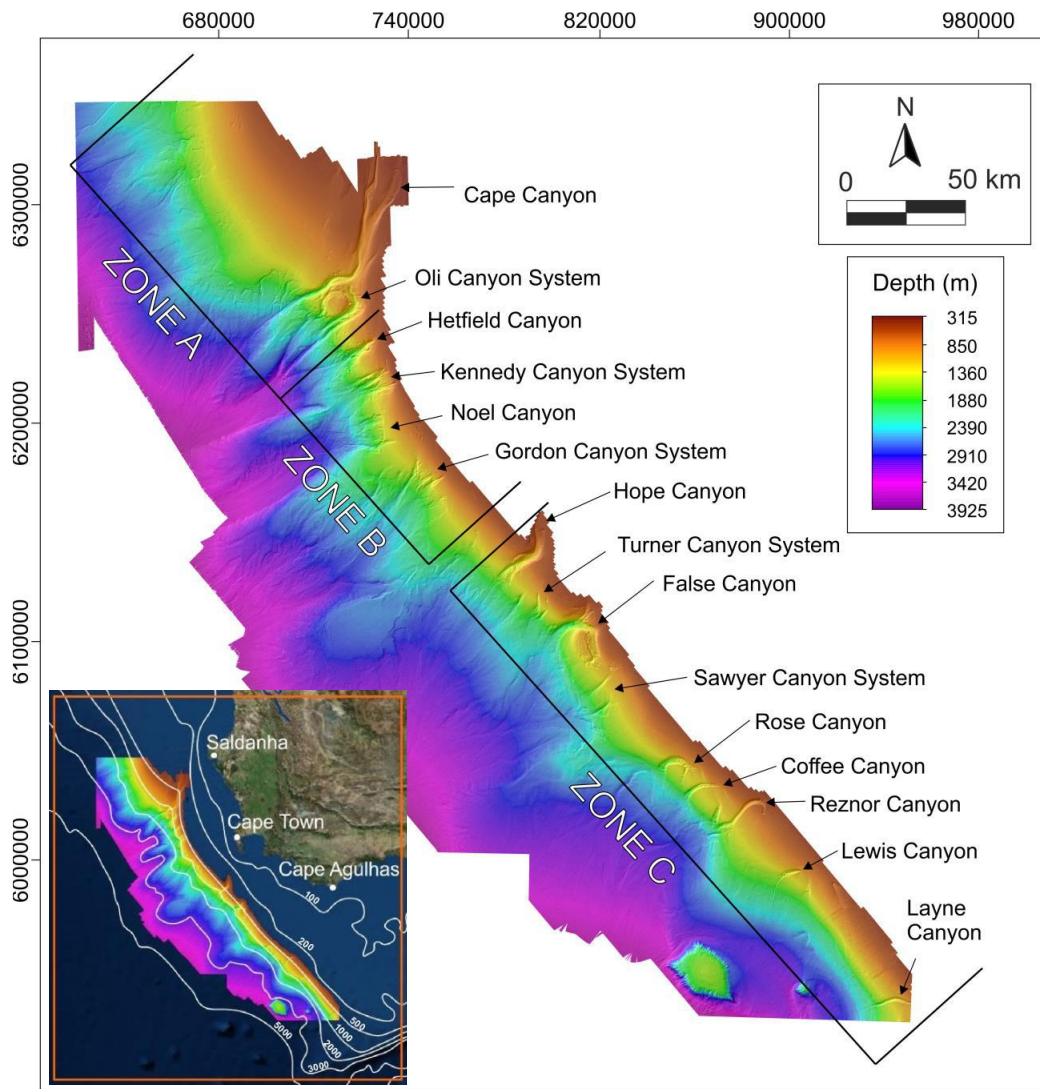 680000
740000
820000
900000
980000
6300000
6200000
6100000
6000000
N
0
50 km
Depth (m)
315
850
1360
1880
2390
2910
3420
3925
Cape Canyon
Oli Canyon System
Hetfield Canyon
Kennedy Canyon System
Noel Canyon
Gordon Canyon System
Hope Canyon
Turner Canyon System
False Canyon
Sawyer Canyon System
Rose Canyon
Coffee Canyon
Reznor Canyon
Lewis Canyon
Layne
Canyon
ZONE A
ZONE B
ZONE C
Saldanha
Cape Town
Cape Agulhas
100
200
500
1000
2000
3000
5000